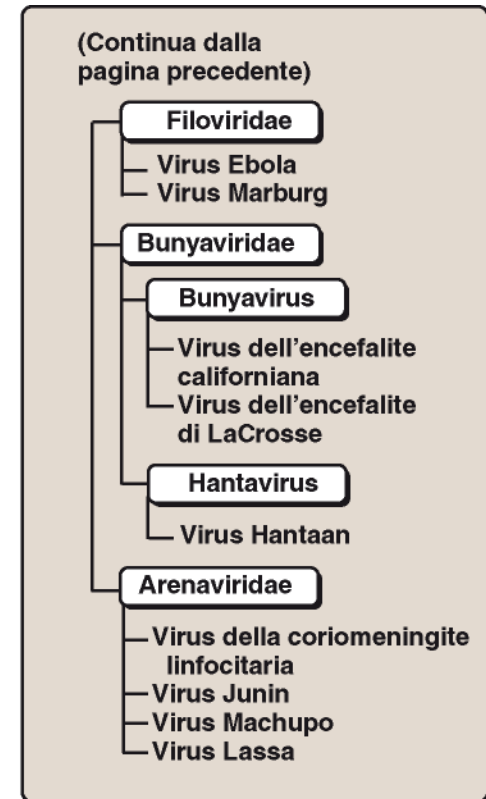 (Continua dalla
pagina precedente)
Filoviridae
Virus Ebola
Virus Marburg
Bunyaviridae
Bunyavirus
Virus dell'encefalite
californiana
Virus dell'encefalite
di LaCrosse
Hantavirus
Virus Hantaan
Arenaviridae
Virus della coriomeningite
linfocitaria
Virus Junin
Virus Machupo
Virus Lassa